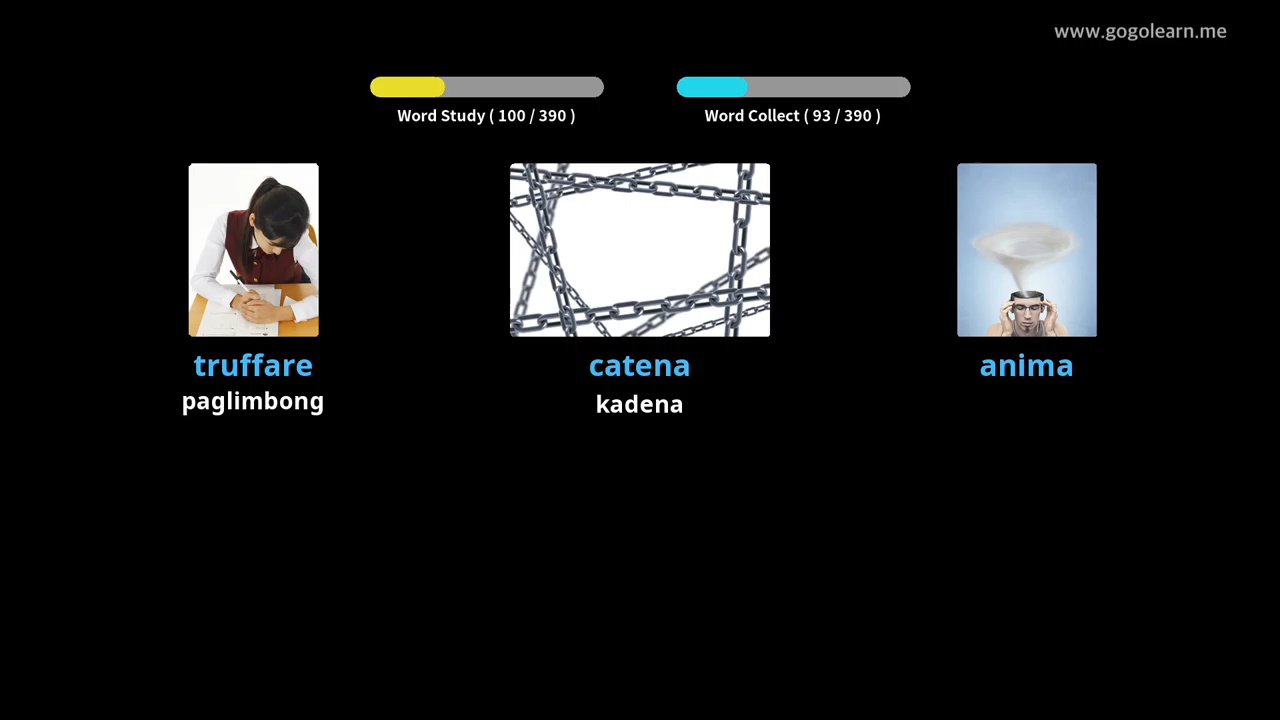 www.gogolearn.me
Word Study ( 100 / 390 )
Word Collect ( 93 / 390 )
truffare
paglimbong
catena
kadena
anima